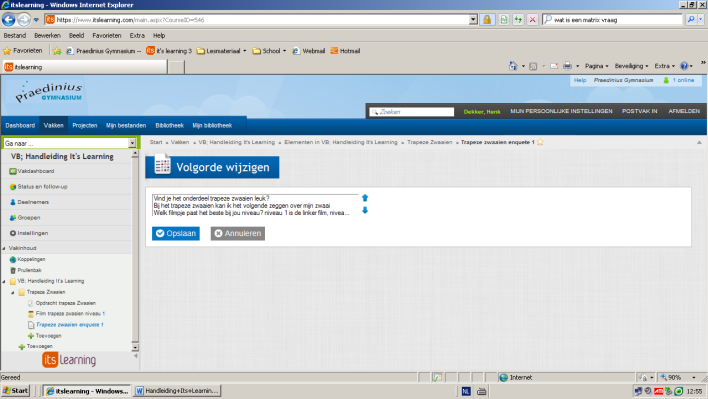 itslearning - Windows Internet Explorer
https://www.itslearning.com/main.aspx?CourseID=546
wat is een matrix vraag
Bestand Bewerken Beeld Favorieten Extra Help
Favorieten Praedinius Gymnasium -- it's learning 3 Lesmateriaal School Webmail Hotmail
itslearning
Pagina Beveiliging Extra
Help Praedinius Gymnasium 1 online
Praedinius
GYMNASIUM
Zoeken Dekker, Henk MIJN PERSOONLIJKE INSTELLINGEN POSTVAK IN AFMELDEN
Dashboard Vakken Projecten Mijn bestanden Bibliotheek Mijn bibliotheek
Ga naar ...
Start » Vakken » VB; Handleiding It's Learning » Elementen in VB; Handleiding It's Learning » Trapeze Zwaaien » Trapeze zwaaien enquete 1
VB; Handleiding It's Learning
Vakdashboard
Status en follow-up
Deelnemers
Groepen
Instellingen
Vakinhoud
Koppelingen
Prullenbak
VB; Handleiding It's Learning
Trapeze Zwaaien
Opdracht trapeze Zwaaien
Film trapeze zwaaien niveau 1
Trapeze zwaaien enquete 1
Toevoegen
Toevoegen
its Learning
Volgorde wijzigen
Vind je het onderdeel trapeze zwaaien leuk?
Bij het trapeze zwaaien kan ik het volgende zeggen over mijn zwaai
Welk filmpje past het beste bij jou niveau? niveau 1 is de linker film, nivea...
Opslaan Annuleren
Gereed Internet 90%
Start itslearning - Windows... Handleiding+Its+Learnin... NL 12:55